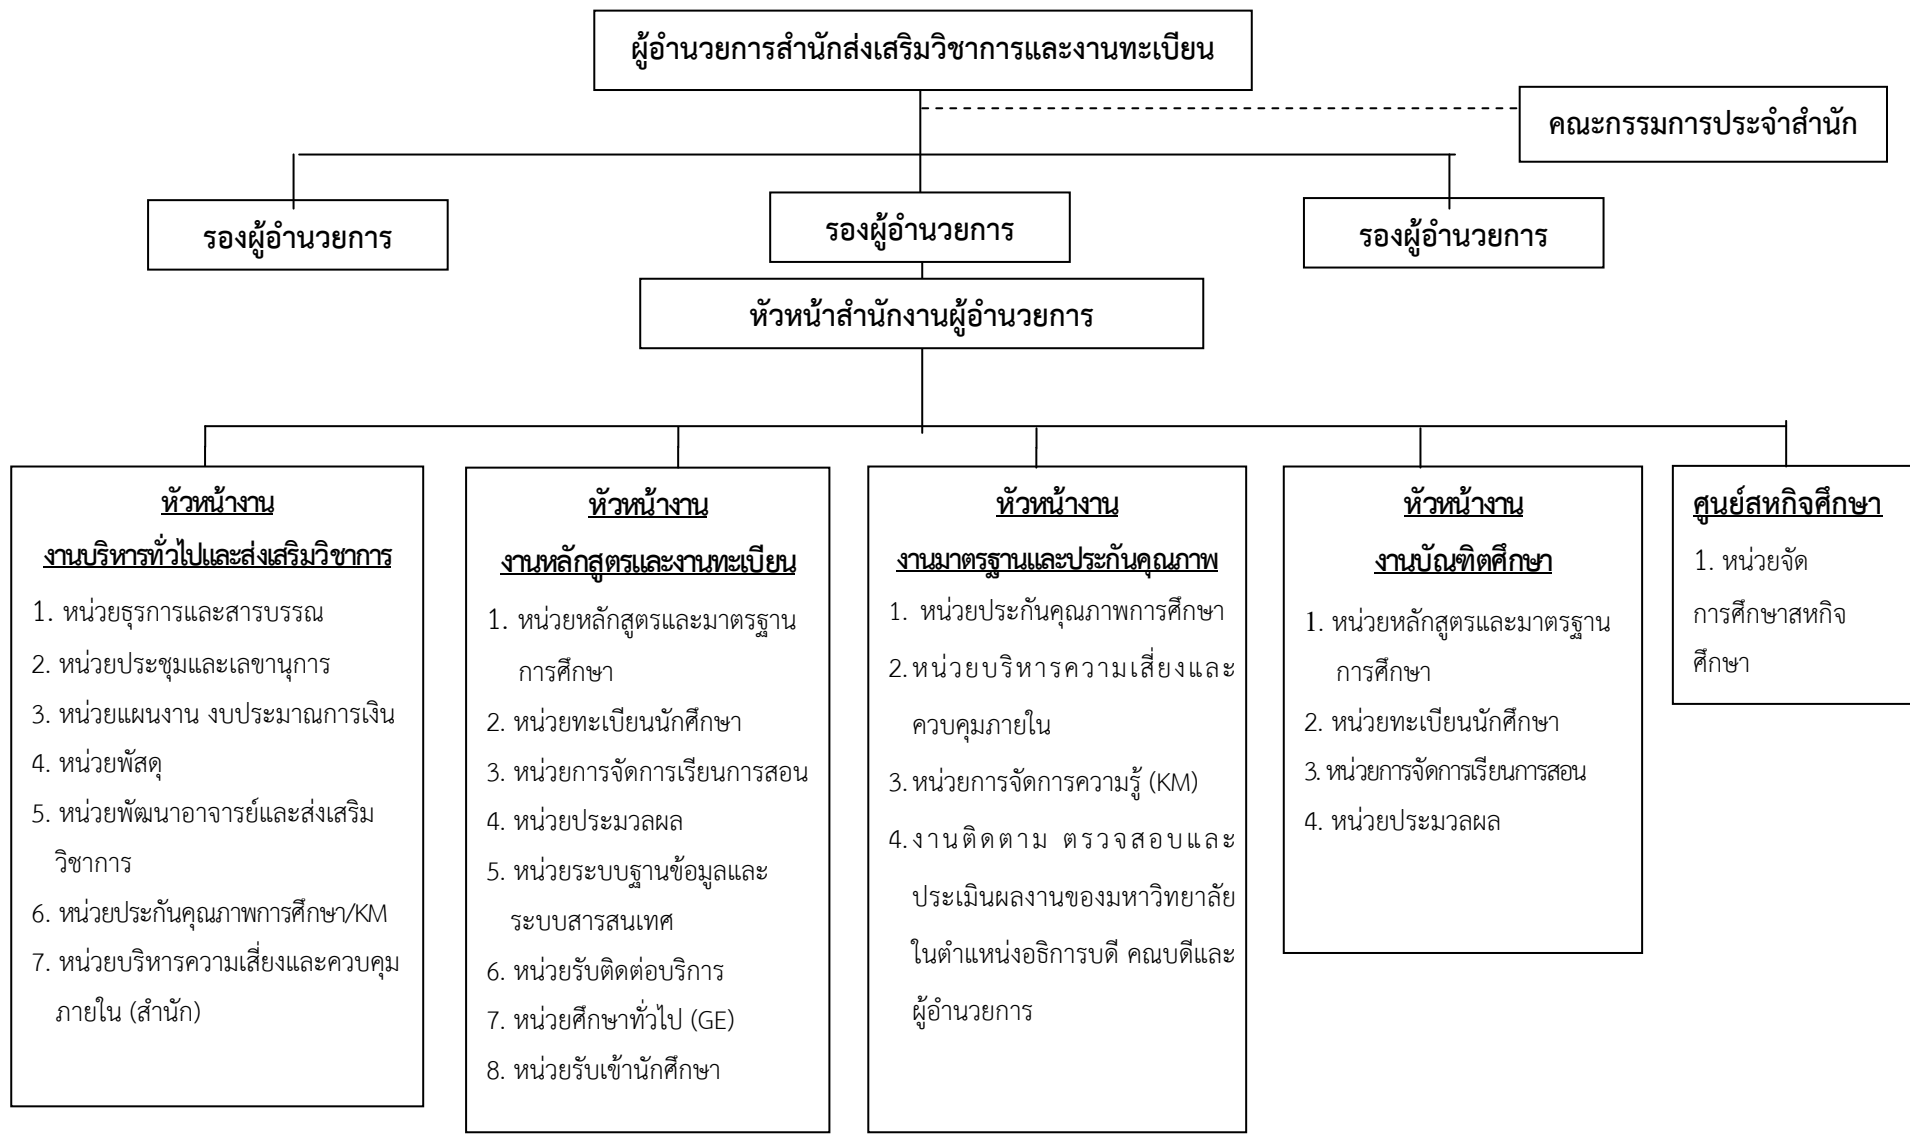 ผู้อำนวยการสำนักส่งเสริมวิชาการและงานทะเบียน
คณะกรรมการประจำสำนัก
รองผู้อำนวยการ
รองผู้อำนวยการ
รองผู้อำนวยการ
หัวหน้าสำนักงานผู้อำนวยการ
หัวหน้างาน
งานบริหารทั่วไปและส่งเสริมวิชาการ
1. หน่วยธุรการและสารบรรณ
2. หน่วยประชุมและเลขานุการ
3. หน่วยแผนงาน งบประมาณการเงิน
4. หน่วยพัสดุ
5. หน่วยพัฒนาอาจารย์และส่งเสริม
วิชาการ
6. หน่วยประกันคุณภาพการศึกษา/KM
7. หน่วยบริหารความเสี่ยงและควบคุม
ภายใน (สำนัก)
หัวหน้างาน
งานหลักสูตรและงานทะเบียน
1. หน่วยหลักสูตรและมาตรฐาน
การศึกษา
2. หน่วยทะเบียนนักศึกษา
3. หน่วยการจัดการเรียนการสอน
4. หน่วยประมวลผล
5. หน่วยระบบฐานข้อมูลและ
ระบบสารสนเทศ
6. หน่วยรับติดต่อบริการ
7. หน่วยศึกษาทั่วไป (GE)
8. หน่วยรับเข้านักศึกษา
หัวหน้างาน
งานมาตรฐานและประกันคุณภาพ
1. หน่วยประกันคุณภาพการศึกษา
2. หน่วยบริหารความเสี่ยงและ
ควบคุมภายใน
3. หน่วยการจัดการความรู้ (KM)
4. งานติดตาม ตรวจสอบและ
ประเมินผลงานของมหาวิทยาลัย
ในตำแหน่งอธิการบดี คณบดีและ
ผู้อำนวยการ
หัวหน้างาน
งานบัณฑิตศึกษา
1. หน่วยหลักสูตรและมาตรฐาน
การศึกษา
2. หน่วยทะเบียนนักศึกษา
3. หน่วยการจัดการเรียนการสอน
4. หน่วยประมวลผล
ศูนย์สหกิจศึกษา
1. หน่วยจัด
การศึกษาสหกิจ
ศึกษา